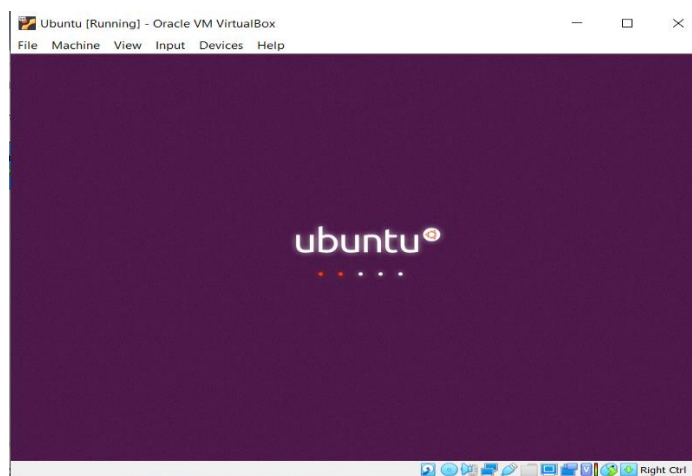 Ubuntu [Running] - Oracle VM VirtualBox
File Machine View Input Devices Help
ubuntu
Right Ctrl